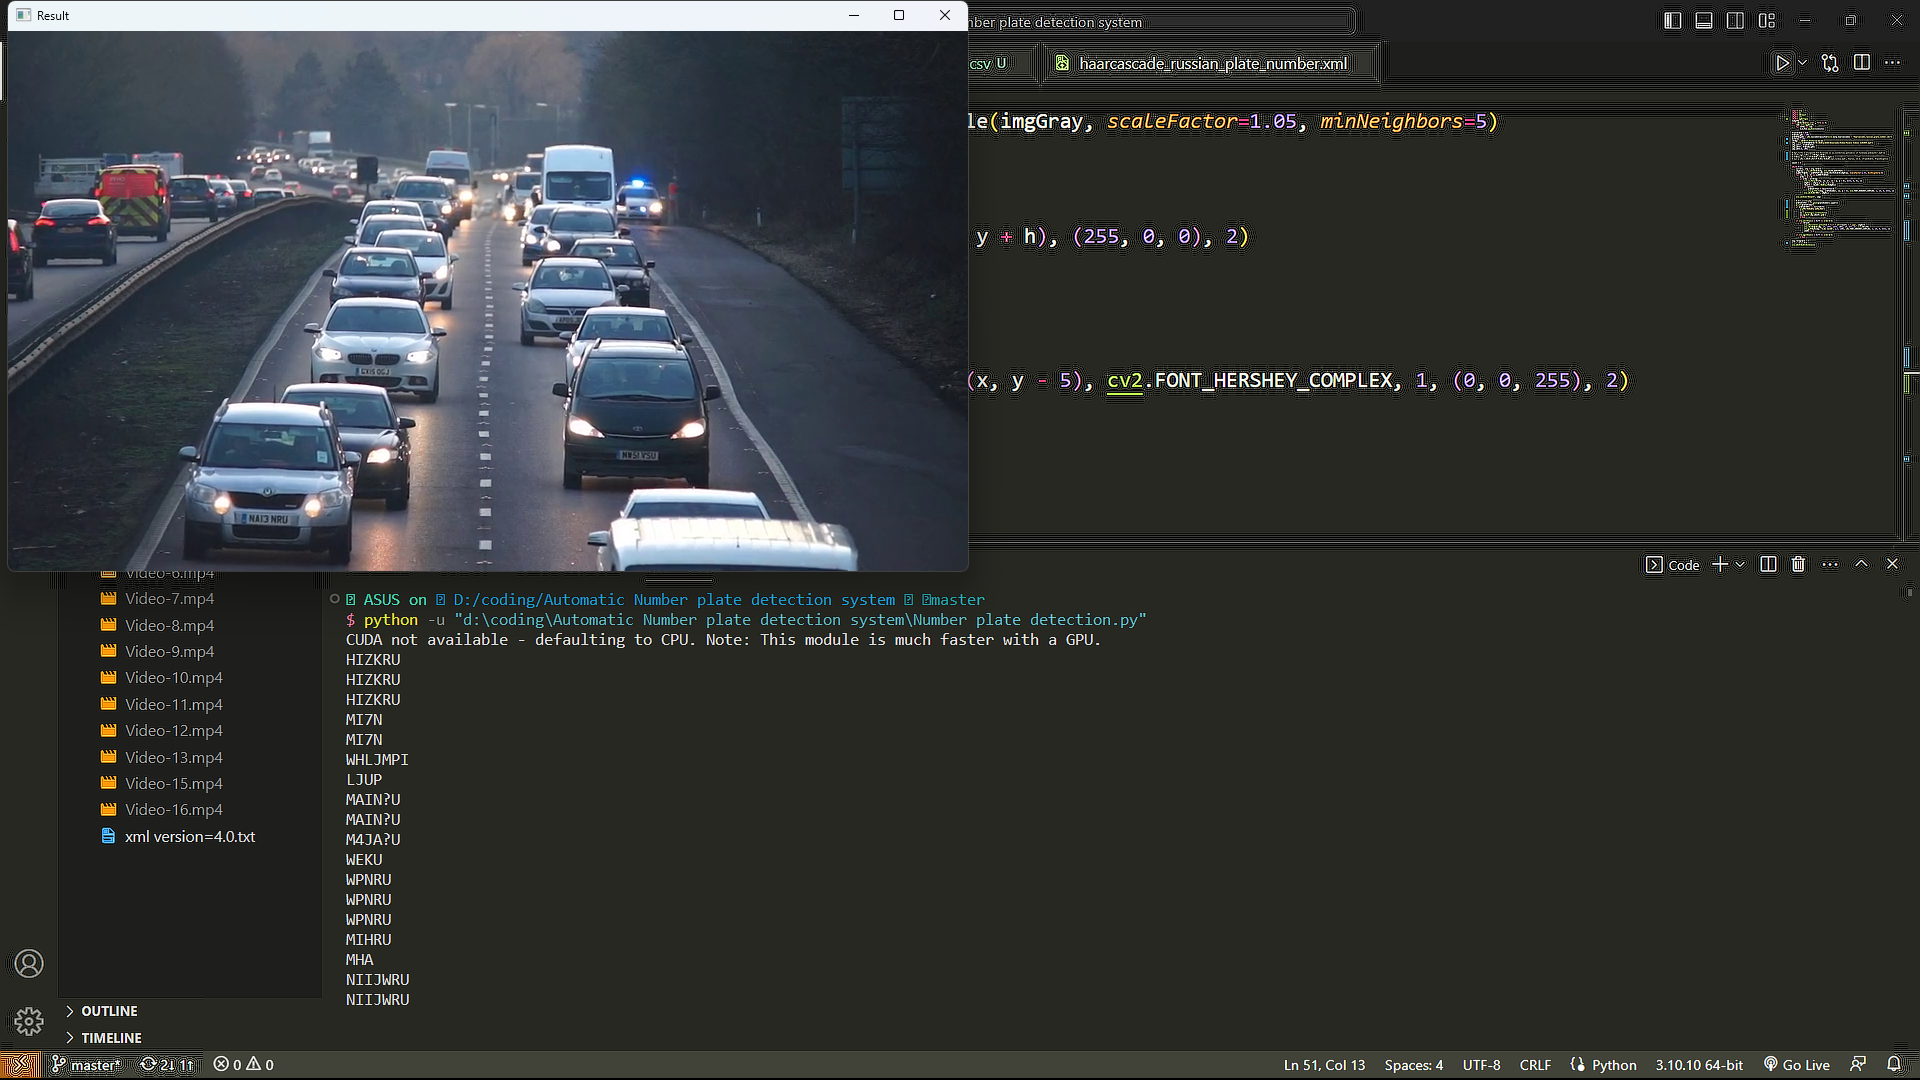 Result
nber plate detection system
csv U
haarcascade_russian_plate_number.xml
le(imgGray, scaleFactor=1.05, minNeighbors=5)
y + h), (255, 0, 0), 2)
(x, y - 5), cv2.FONT_HERSHEY_COMPLEX, 1, (0, 0, 255), 2)
GX15 OGJ
NA13 NRU
Code
Video-6.mp4
Video-7.mp4
Video-8.mp4
Video-9.mp4
Video-10.mp4
Video-11.mp4
Video-12.mp4
Video-13.mp4
Video-15.mp4
Video-16.mp4
xml version=4.0.txt
OUTLINE
TIMELINE
ASUS on D:/coding/Automatic Number plate detection system master
$ python -u "d:\coding\Automatic Number plate detection system\Number plate detection.py"
CUDA not available - defaulting to CPU. Note: This module is much faster with a GPU.
HIZKRU
HIZKRU
HIZKRU
MI7N
MI7N
WHLJMPI
LJUP
MAIN?U
MAIN?U
M4JA?U
WEKU
WPNRU
WPNRU
WPNRU
MIHRU
MHA
NIIJWRU
NIIJWRU
master* 2↓ 1↑ 0 0
Ln 51, Col 13 Spaces: 4 UTF-8 CRLF Python 3.10.10 64-bit Go Live